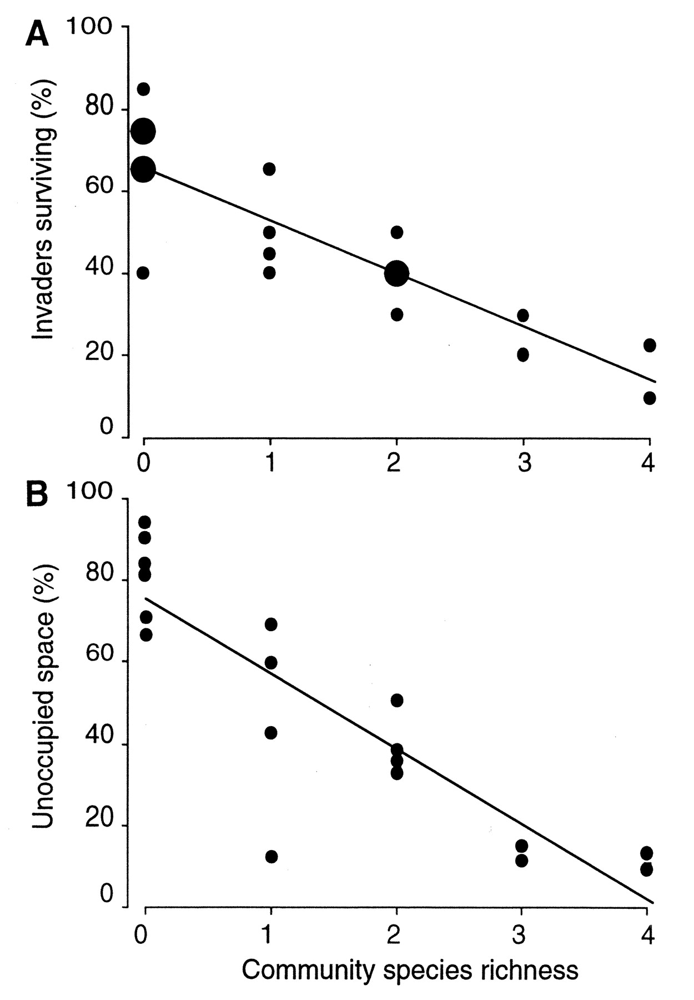 A
100
80
60
40
20
0
Invaders surviving (%)
0 1 2 3 4
B
100
80
60
40
20
0
Unoccupied space (%)
0 1 2 3 4
Community species richness